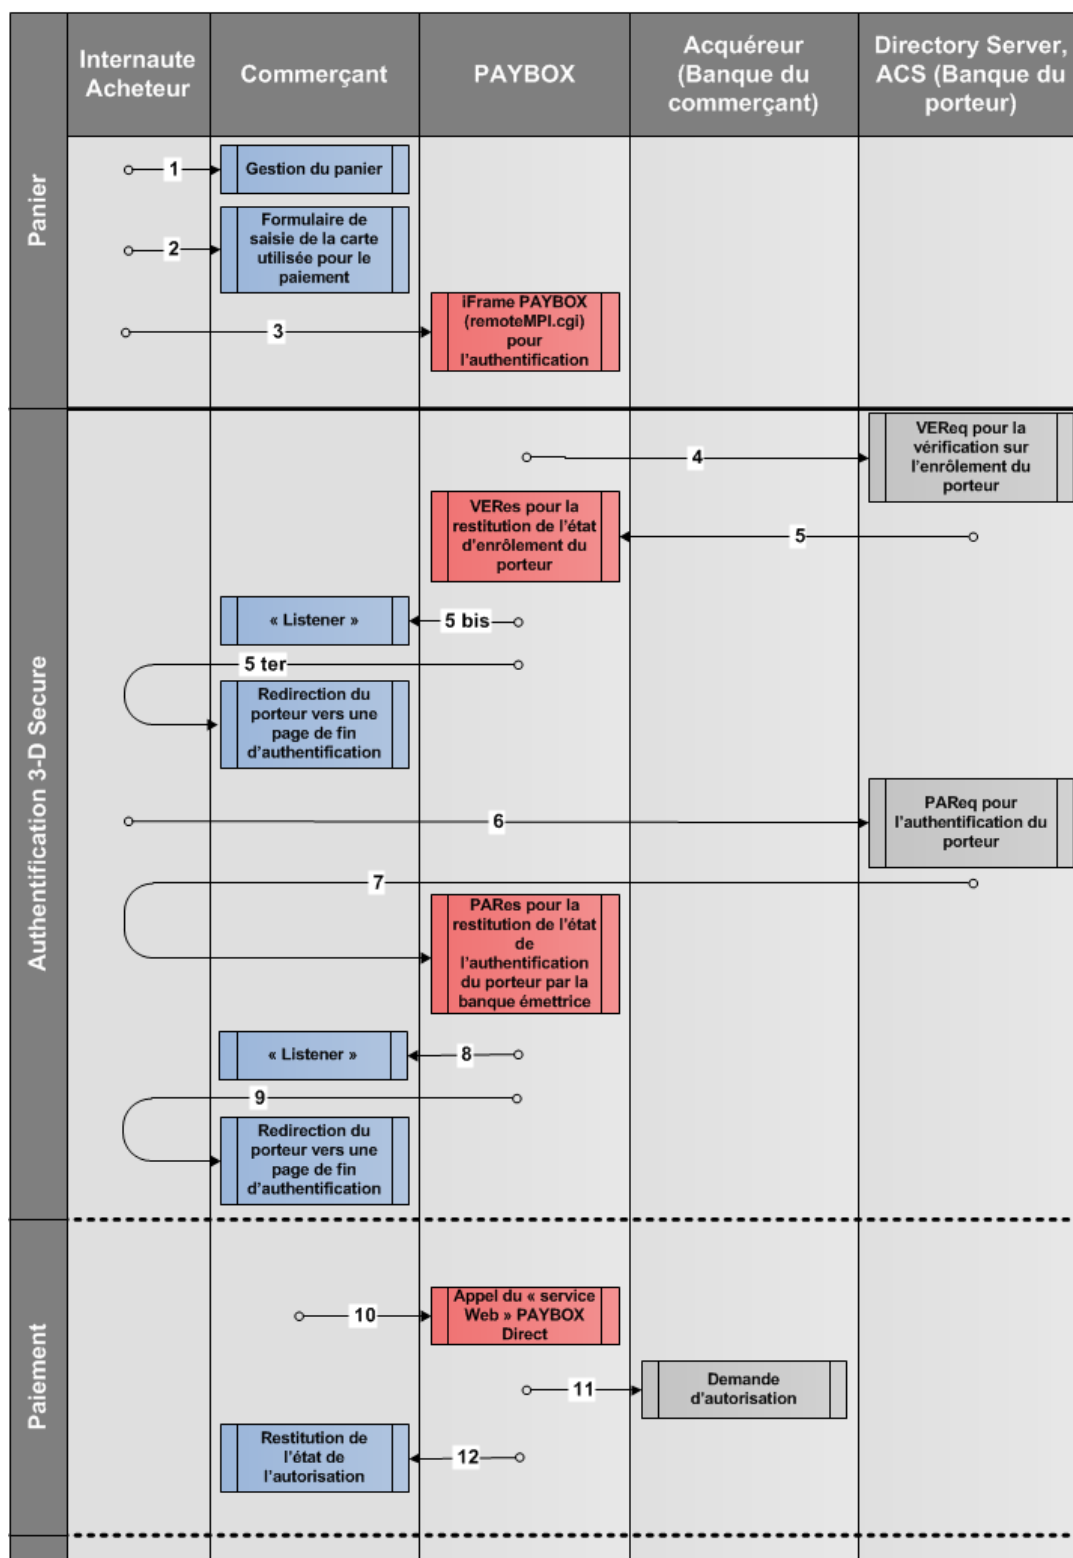 Internaute
Acheteur
Commerçant
PAYBOX
Acquéreur
(Banque du
commerçant)
Directory Server,
ACS (Banque du
porteur)
Panier
1
Gestion du panier
2
Formulaire de
saisie de la carte
utilisée pour le
paiement
3
iFrame PAYBOX
(remoteMPI.cgi)
pour
l'authentification
Authentification 3-D Secure
4
VEReq pour la
vérification sur
l'enrôlement du
porteur
VERes pour la
restitution de l'état
d'enrôlement du
porteur
5
« Listener »
5 bis
5 ter
Redirection du
porteur vers une
page de fin
d'authentification
6
PAReq pour
l'authentification du
porteur
7
PARes pour la
restitution de l'état
de
l'authentification
du porteur par la
banque émettrice
« Listener »
8
9
Redirection du
porteur vers une
page de fin
d'authentification
Paiement
10
Appel du « service
Web » PAYBOX
Direct
11
Demande
d'autorisation
Restitution de
l'état de
l'autorisation
12